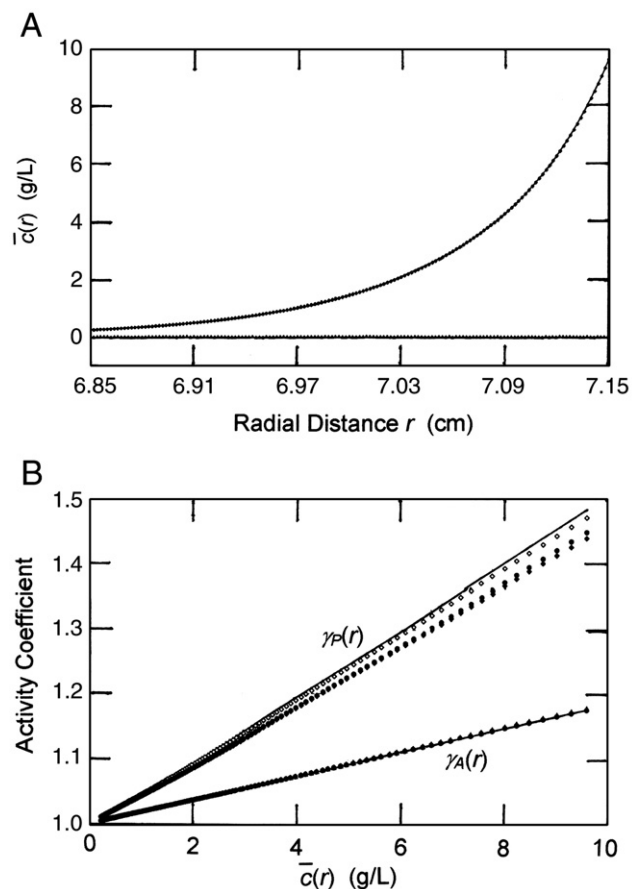 A
10
8
6
4
2
0
c̅(r) (g/L)
6.85 6.91 6.97 7.03 7.09 7.15
Radial Distance r (cm)
B
1.5
1.4
1.3
1.2
1.1
1.0
Activity Coefficient
γP(r)
γA(r)
0 2 4 6 8 10
c̅(r) (g/L)